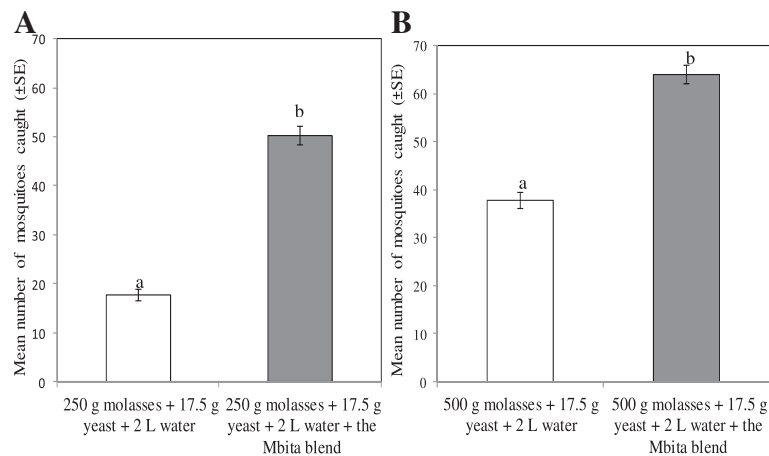 A
Mean number of mosquitoes caught (±SE)
70
60
50
40
30
20
10
0
a
b
250 g molasses + 17.5 g
yeast + 2 L water
250 g molasses + 17.5 g
yeast + 2 L water + the
Mbita blend
B
Mean number of mosquitoes caught (±SE)
70
60
50
40
30
20
10
0
a
b
500 g molasses + 17.5 g
yeast + 2 L water
500 g molasses + 17.5 g
yeast + 2 L water + the
Mbita blend